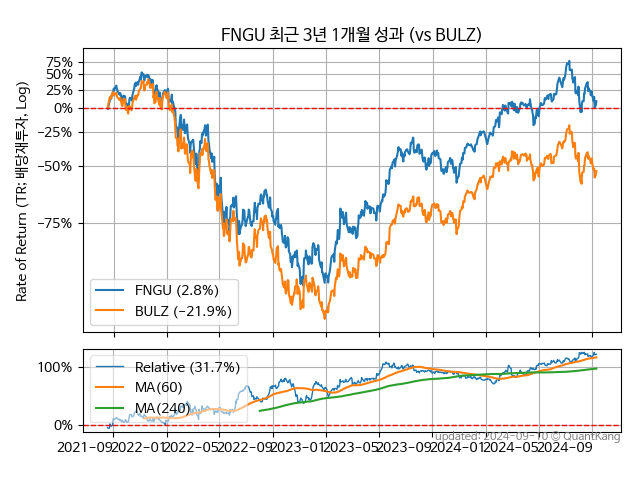 FNGU 최근 3년 1개월 성과 (vs BULZ)
Rate of Return (TR: 배당재투자, Log)
75%
50%
25%
0%
−25%
−50%
−75%
FNGU (2.8%)
BULZ (−21.9%)
100%
0%
Relative (31.7%)
MA(60)
MA(240)
2021−09
2022−01
2022−05
2022−09
2023−01
2023−05
2023−09
2024−01
2024−05
2024−09
updated: 2024−09−10 © QuantKang